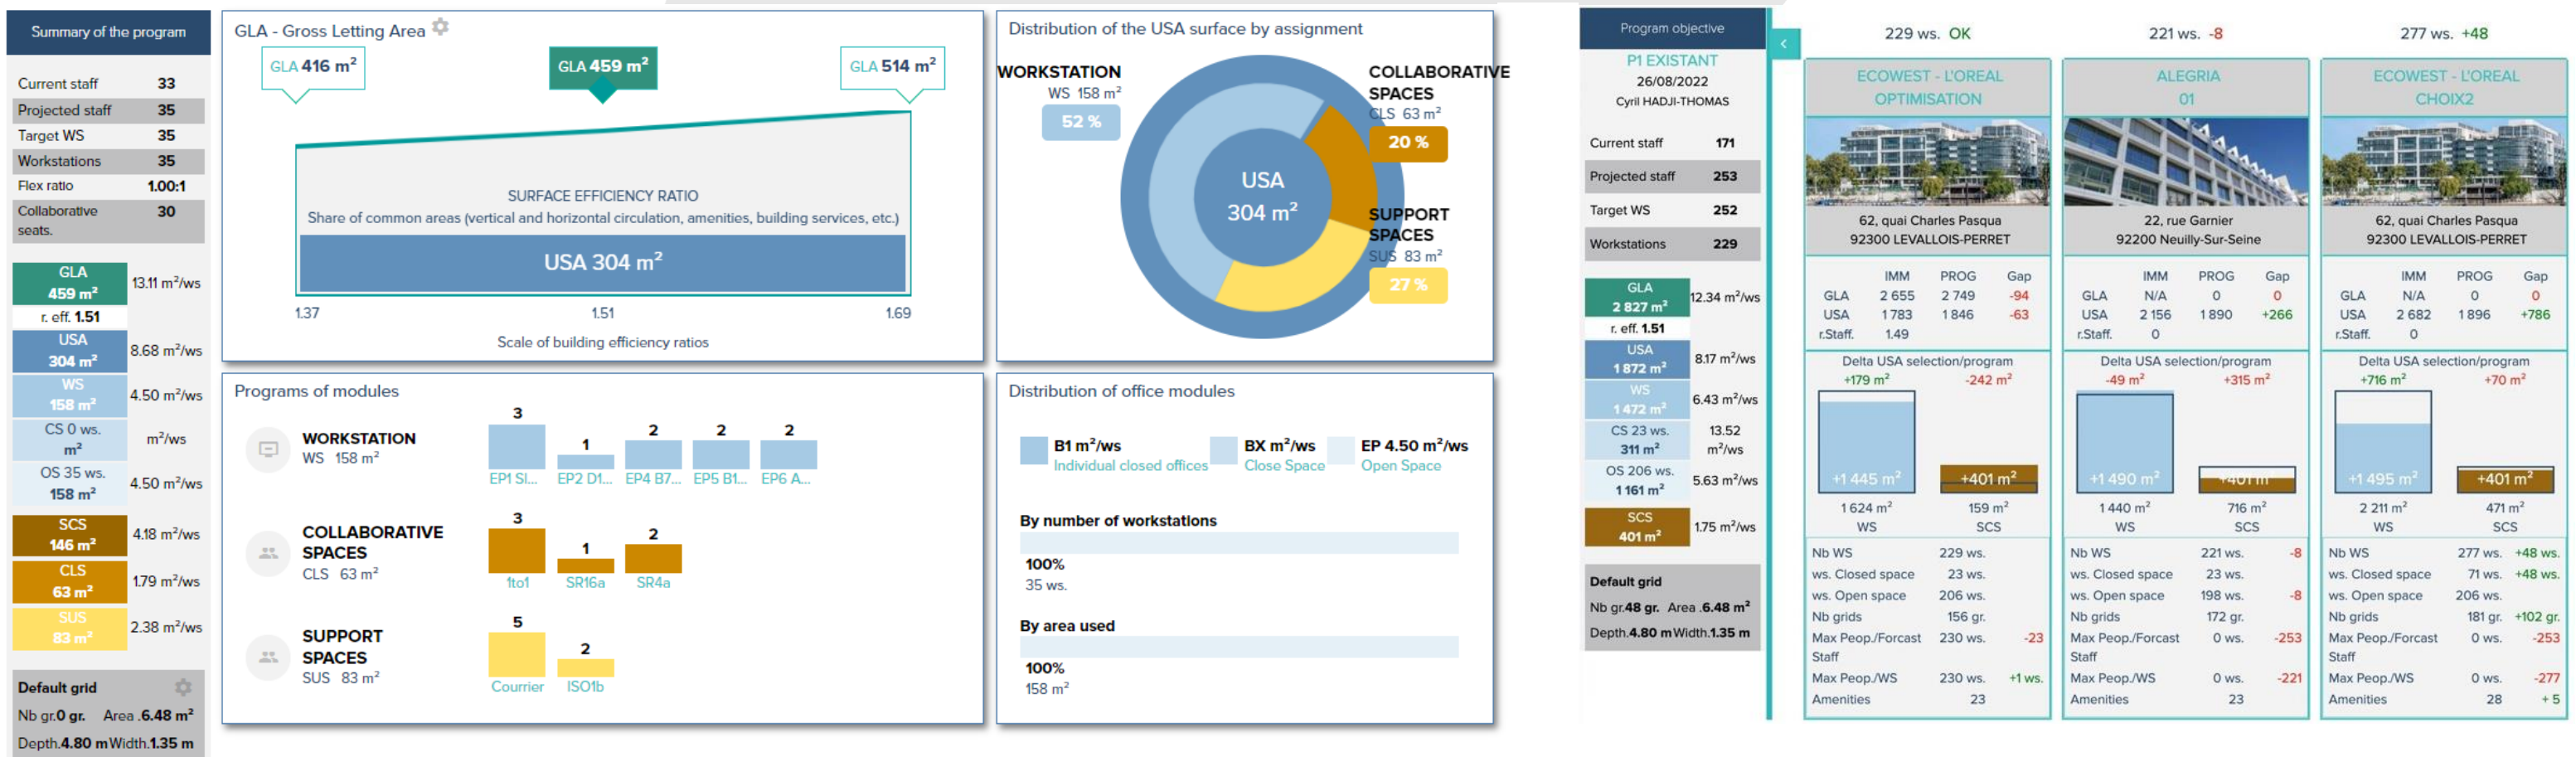 Summary of the program
Current staff 33
Projected staff 35
Target WS 35
Workstations 35
Flex ratio 1.00:1
Collaborative 30
seats.
GLA
459 m² 13.11 m²/ws
r. eff. 1.51
USA
304 m² 8.68 m²/ws
WS
158 m² 4.50 m²/ws
CS 0 ws.
m² m²/ws
OS 35 ws.
158 m² 4.50 m²/ws
SCS
146 m² 4.18 m²/ws
CLS
63 m² 1.79 m²/ws
SUS
83 m² 2.38 m²/ws
Default grid
Nb gr.0 gr. Area .6.48 m²
Depth.4.80 m Width.1.35 m
GLA - Gross Letting Area
GLA 416 m² GLA 459 m² GLA 514 m²
SURFACE EFFICIENCY RATIO
Share of common areas (vertical and horizontal circulation, amenities, building services, etc.)
USA 304 m²
1.37 1.51 1.69
Scale of building efficiency ratios
Distribution of the USA surface by assignment
WORKSTATION
WS 158 m²
52 %
COLLABORATIVE
SPACES
CLS 63 m²
20 %
USA
304 m²
SUPPORT
SPACES
SUS 83 m²
27 %
Programs of modules
WORKSTATION
WS 158 m²
3 1 2 2 2
EP1 SI... EP2 D1... EP4 B7... EP5 B1... EP6 A...
COLLABORATIVE
SPACES
CLS 63 m²
3 1 2
1to1 SR16a SR4a
SUPPORT
SPACES
SUS 83 m²
5 2
Courrier ISO1b
Distribution of office modules
B1 m²/ws BX m²/ws EP 4.50 m²/ws
Individual closed offices Close Space Open Space
By number of workstations
100%
35 ws.
By area used
100%
158 m²
Program objective
P1 EXISTANT
26/08/2022
Cyril HADJI-THOMAS
Current staff 171
Projected staff 253
Target WS 252
Workstations 229
GLA
2 827 m² 12.34 m²/ws
r. eff. 1.51
USA
1 872 m² 8.17 m²/ws
WS
1 472 m² 6.43 m²/ws
CS 23 ws. 13.52
311 m² m²/ws
OS 206 ws.
1 161 m² 5.63 m²/ws
SCS
401 m² 1.75 m²/ws
Default grid
Nb gr.48 gr. Area .6.48 m²
Depth.4.80 m Width.1.35 m
229 ws. OK
ECOWEST - L'OREAL
OPTIMISATION
62, quai Charles Pasqua
92300 LEVALLOIS-PERRET
IMM PROG Gap
GLA 2 655 2 749 -94
USA 1 783 1 846 -63
r.Staff. 1.49
Delta USA selection/program
+179 m² -242 m²
+1 445 m² +401 m²
1 624 m² 159 m²
WS SCS
Nb WS 229 ws.
ws. Closed space 23 ws.
ws. Open space 206 ws.
Nb grids 156 gr.
Max Peop./Forcast 230 ws. -23
Staff
Max Peop./WS 230 ws. +1 ws.
Amenities 23
221 ws. -8
ALEGRIA
01
22, rue Garnier
92200 Neuilly-Sur-Seine
IMM PROG Gap
GLA N/A 0 0
USA 2 156 1 890 +266
r.Staff. 0
Delta USA selection/program
-49 m² +315 m²
+1 490 m² +401 m²
1 440 m² 716 m²
WS SCS
Nb WS 221 ws. -8
ws. Closed space 23 ws.
ws. Open space 198 ws. -8
Nb grids 172 gr.
Max Peop./Forcast 0 ws. -253
Staff
Max Peop./WS 0 ws. -221
Amenities 23
277 ws. +48
ECOWEST - L'OREAL
CHOIX2
62, quai Charles Pasqua
92300 LEVALLOIS-PERRET
IMM PROG Gap
GLA N/A 0 0
USA 2 682 1 896 +786
r.Staff. 0
Delta USA selection/program
+716 m² +70 m²
+1 495 m² +401 m²
2 211 m² 471 m²
WS SCS
Nb WS 277 ws. +48 ws.
ws. Closed space 71 ws. +48 ws.
ws. Open space 206 ws.
Nb grids 181 gr. +102 gr.
Max Peop./Forcast 0 ws. -253
Staff
Max Peop./WS 0 ws. -277
Amenities 28 + 5